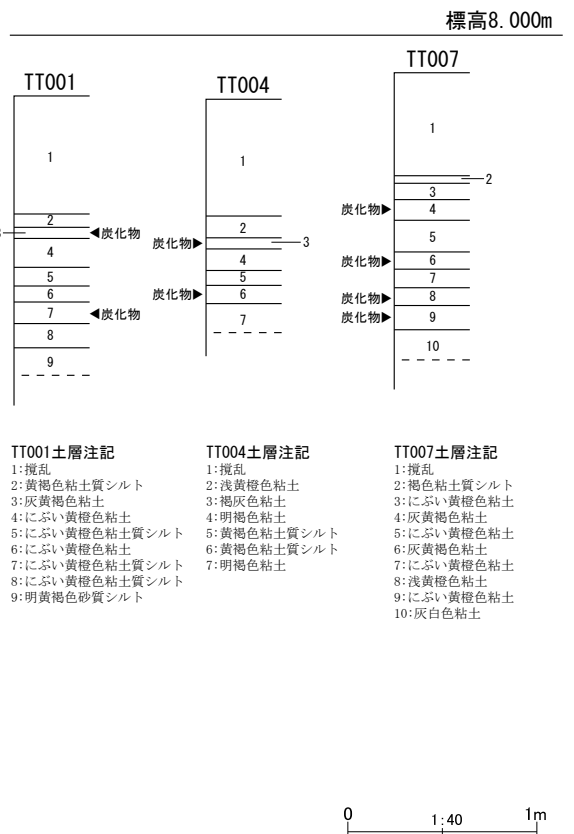 標高8.000m
TT001
1
2
3
4
5
6
7
8
9
◀炭化物
◀炭化物
TT004
1
2
3
4
5
6
7
炭化物▶
炭化物▶
TT007
1
2
3
4
5
6
7
8
9
10
炭化物▶
炭化物▶
炭化物▶
炭化物▶
TT001土層注記
1:撹乱
2:黄褐色粘土質シルト
3:灰黄褐色粘土
4:にぶい黄橙色粘土
5:にぶい黄橙色粘土質シルト
6:にぶい黄橙色粘土
7:にぶい黄橙色粘土質シルト
8:にぶい黄橙色粘土質シルト
9:明黄褐色砂質シルト
TT004土層注記
1:撹乱
2:浅黄橙色粘土
3:褐灰色粘土
4:明褐色粘土
5:黄褐色粘土質シルト
6:黄褐色粘土質シルト
7:明褐色粘土
TT007土層注記
1:撹乱
2:褐色粘土質シルト
3:にぶい黄橙色粘土
4:灰黄褐色粘土
5:にぶい黄橙色粘土
6:灰黄褐色粘土
7:にぶい黄橙色粘土
8:浅黄橙色粘土
9:にぶい黄橙色粘土
10:灰白色粘土
0 1:40 1m